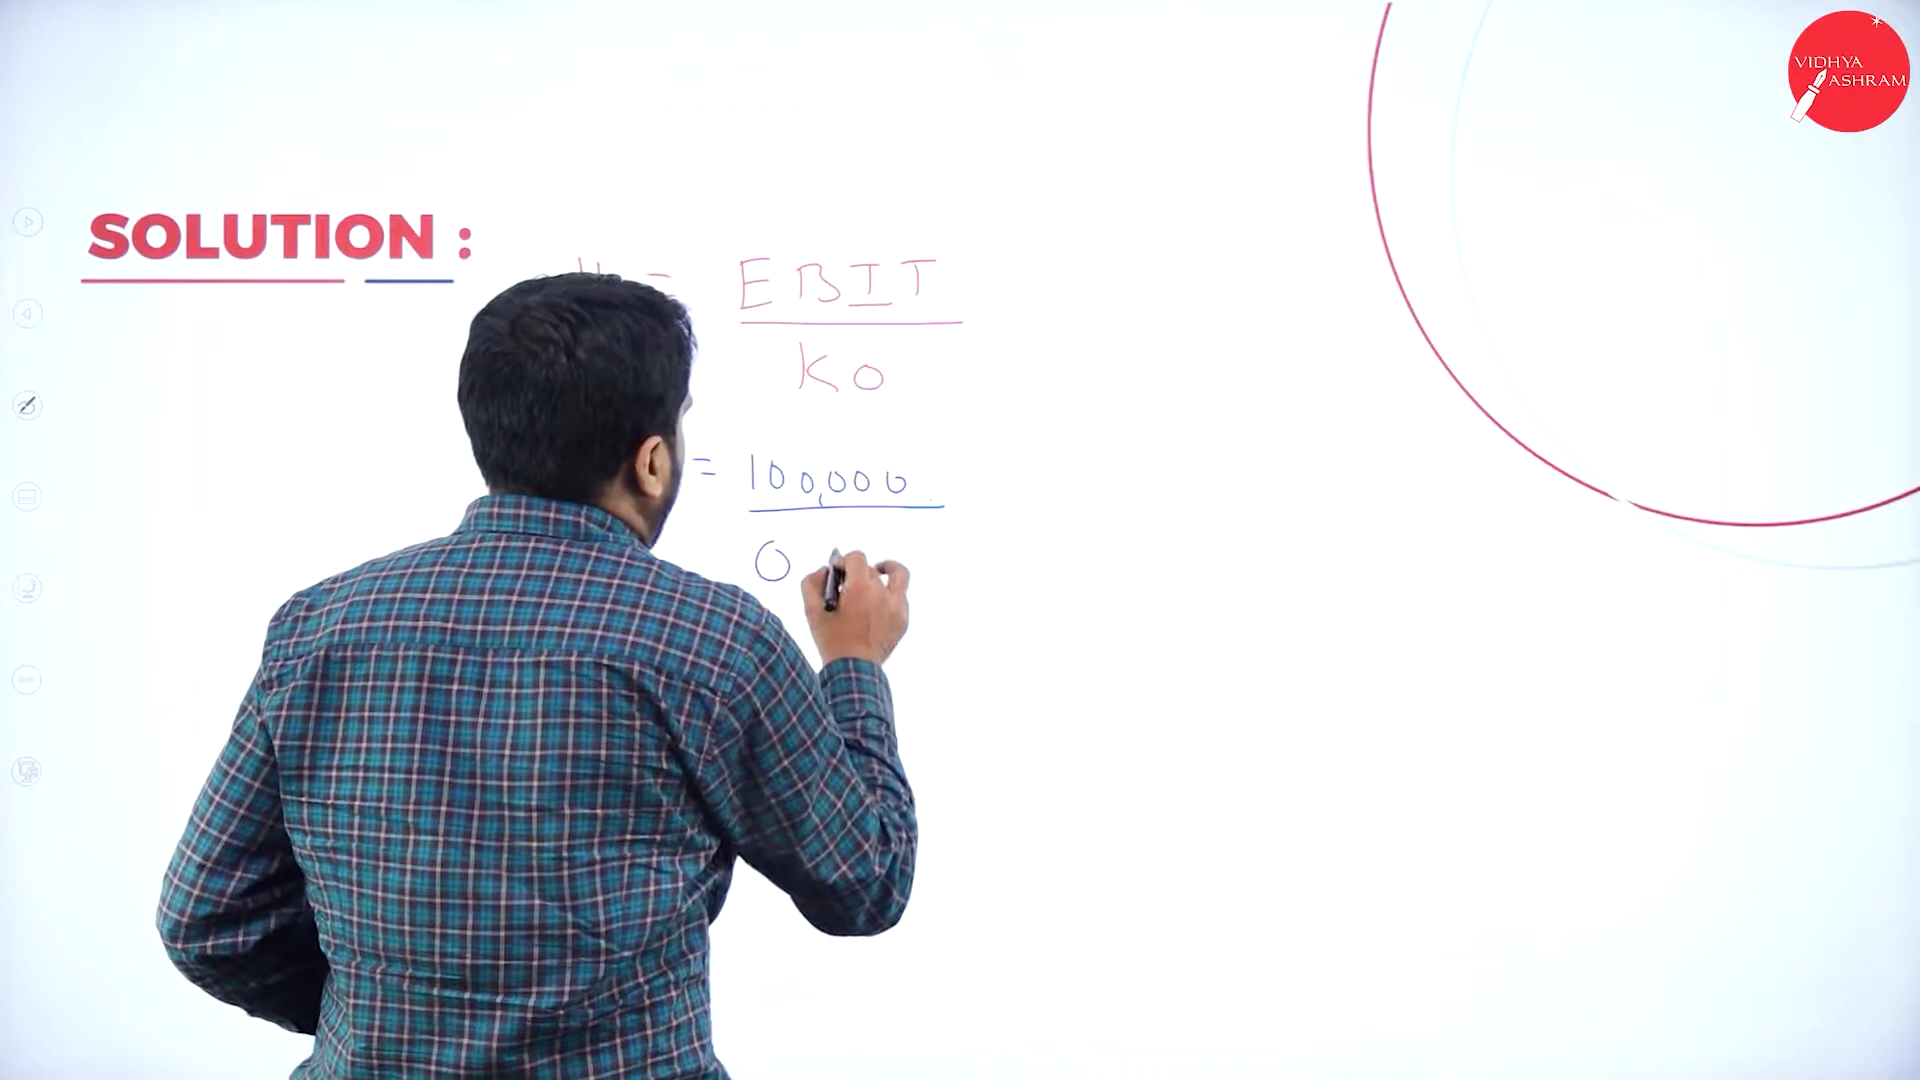 VIDHYA
ASHRAM
SOLUTION :
= EBIT
Ko
= 100,000
0